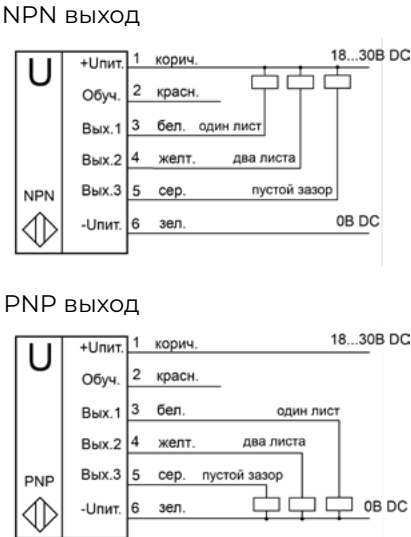 NPN выход
U +Uпит. 1 корич. 18...30В DC
Обуч. 2 красн.
Вых.1 3 бел. один лист
Вых.2 4 желт. два листа
NPN Вых.3 5 сер. пустой зазор
-Uпит. 6 зел. 0В DC
PNP выход
U +Uпит. 1 корич. 18...30В DC
Обуч. 2 красн.
Вых.1 3 бел. один лист
Вых.2 4 желт. два листа
PNP Вых.3 5 сер. пустой зазор
-Uпит. 6 зел. 0В DC